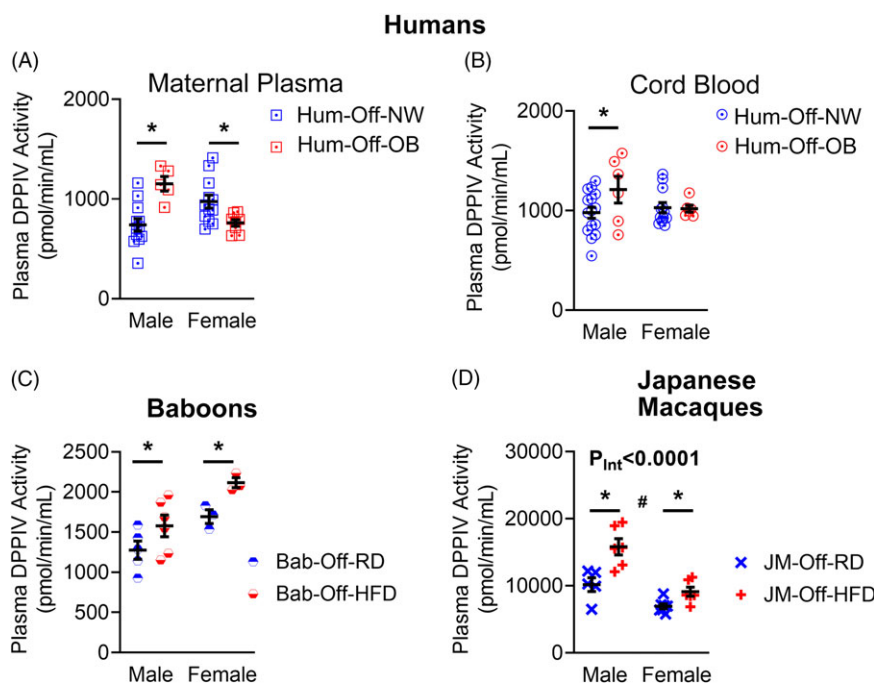 Humans
(A)
Maternal Plasma
Plasma DPPIV Activity
(pmol/min/mL)
2000
1000
0
*
*
Hum-Off-NW
Hum-Off-OB
Male
Female
(B)
Cord Blood
Plasma DPPIV Activity
(pmol/min/mL)
2000
1000
0
*
Hum-Off-NW
Hum-Off-OB
Male
Female
(C)
Baboons
Plasma DPPIV Activity
(pmol/min/mL)
2500
2000
1500
1000
500
0
*
*
Bab-Off-RD
Bab-Off-HFD
Male
Female
(D)
Japanese
Macaques
Plasma DPPIV Activity
(pmol/min/mL)
30000
20000
10000
0
PInt<0.0001
*
#
*
JM-Off-RD
JM-Off-HFD
Male
Female